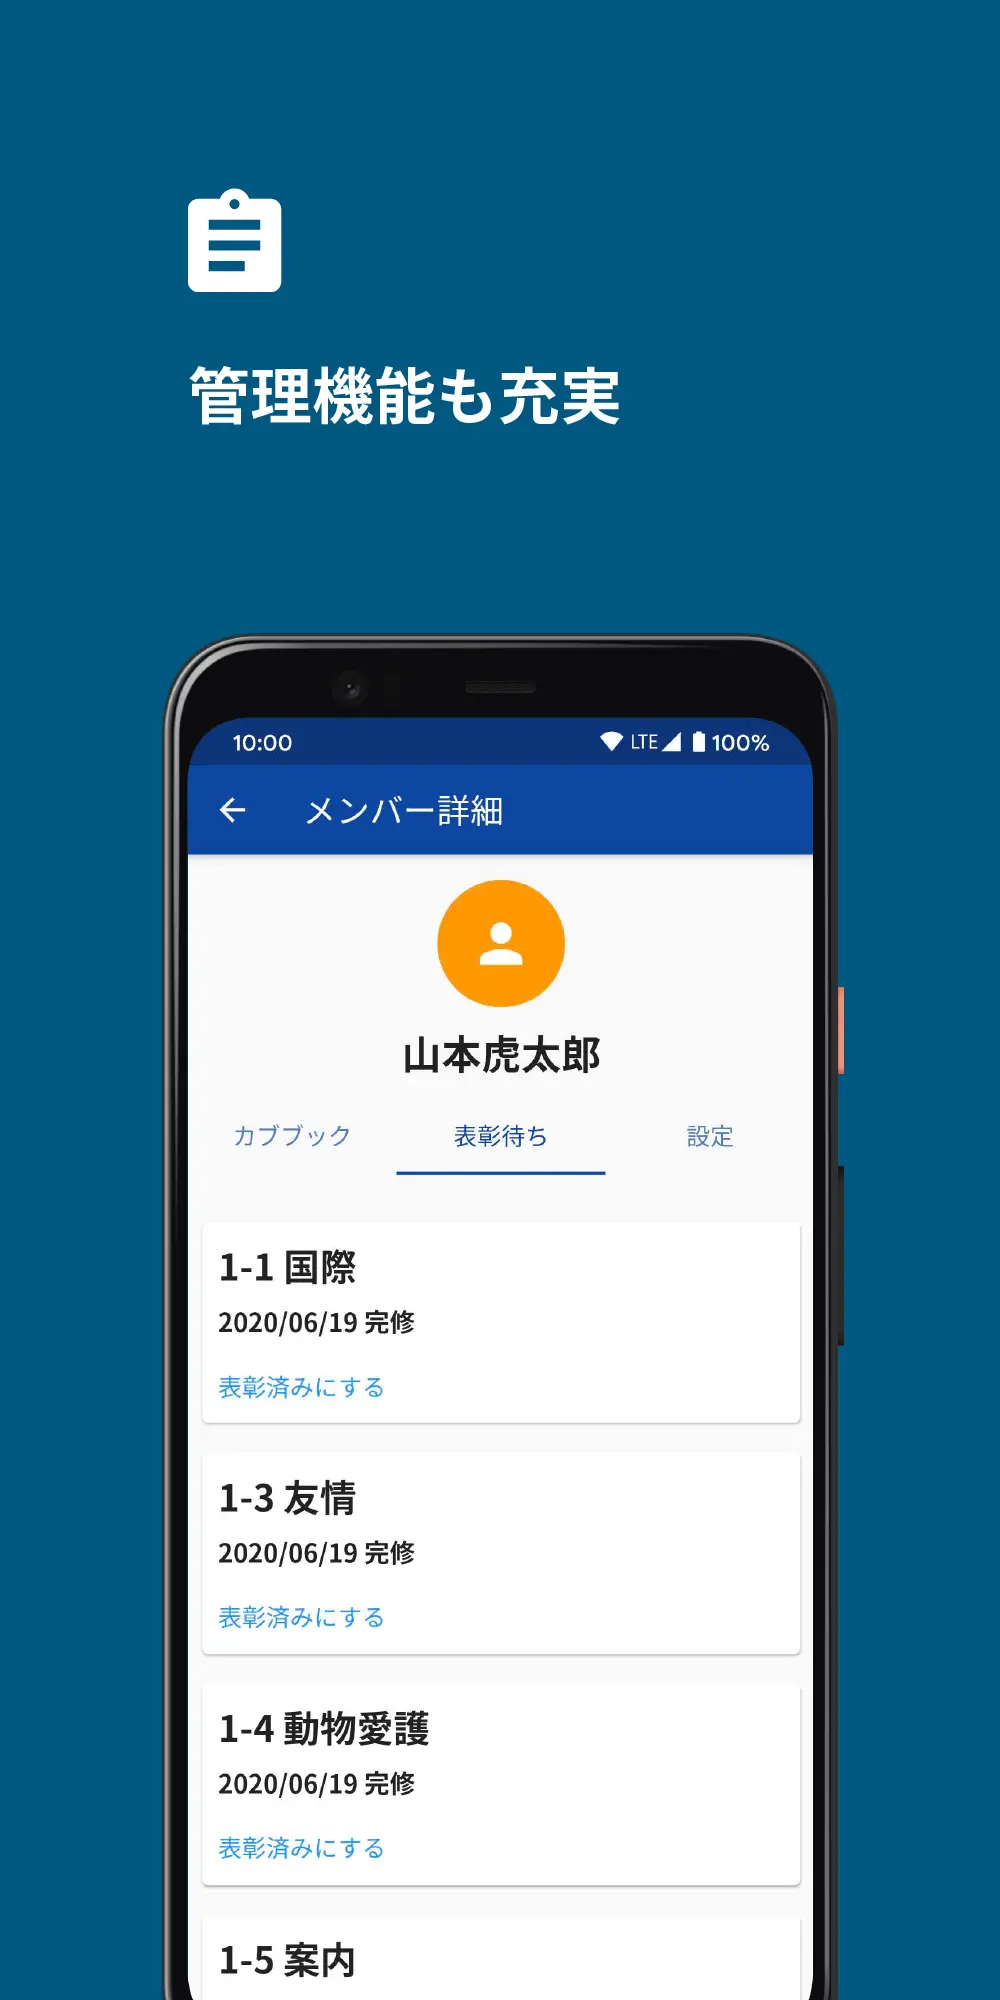 管理機能も充実
10:00 LTE 100%
メンバー詳細
山本虎太郎
カブブック 表彰待ち 設定
1-1 国際
2020/06/19 完修
表彰済みにする
1-3 友情
2020/06/19 完修
表彰済みにする
1-4 動物愛護
2020/06/19 完修
表彰済みにする
1-5 案内